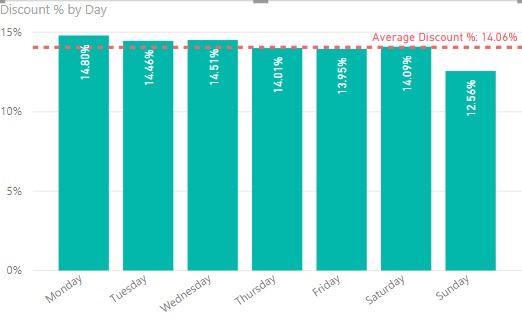 Discount % by Day
Average Discount %: 14.06%
15%
10%
5%
0%
14.80%
14.46%
14.51%
14.01%
13.95%
14.09%
12.56%
Monday
Tuesday
Wednesday
Thursday
Friday
Saturday
Sunday